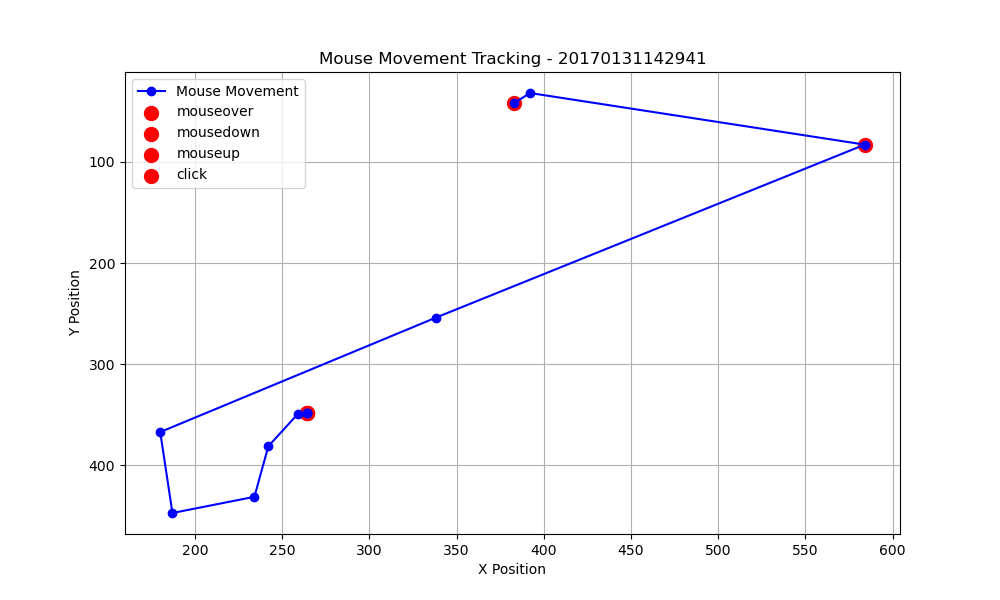 Mouse Movement Tracking - 20170131142941
Mouse Movement
mouseover
mousedown
mouseup
click
100
200
300
400
Y Position
200 250 300 350 400 450 500 550 600
X Position